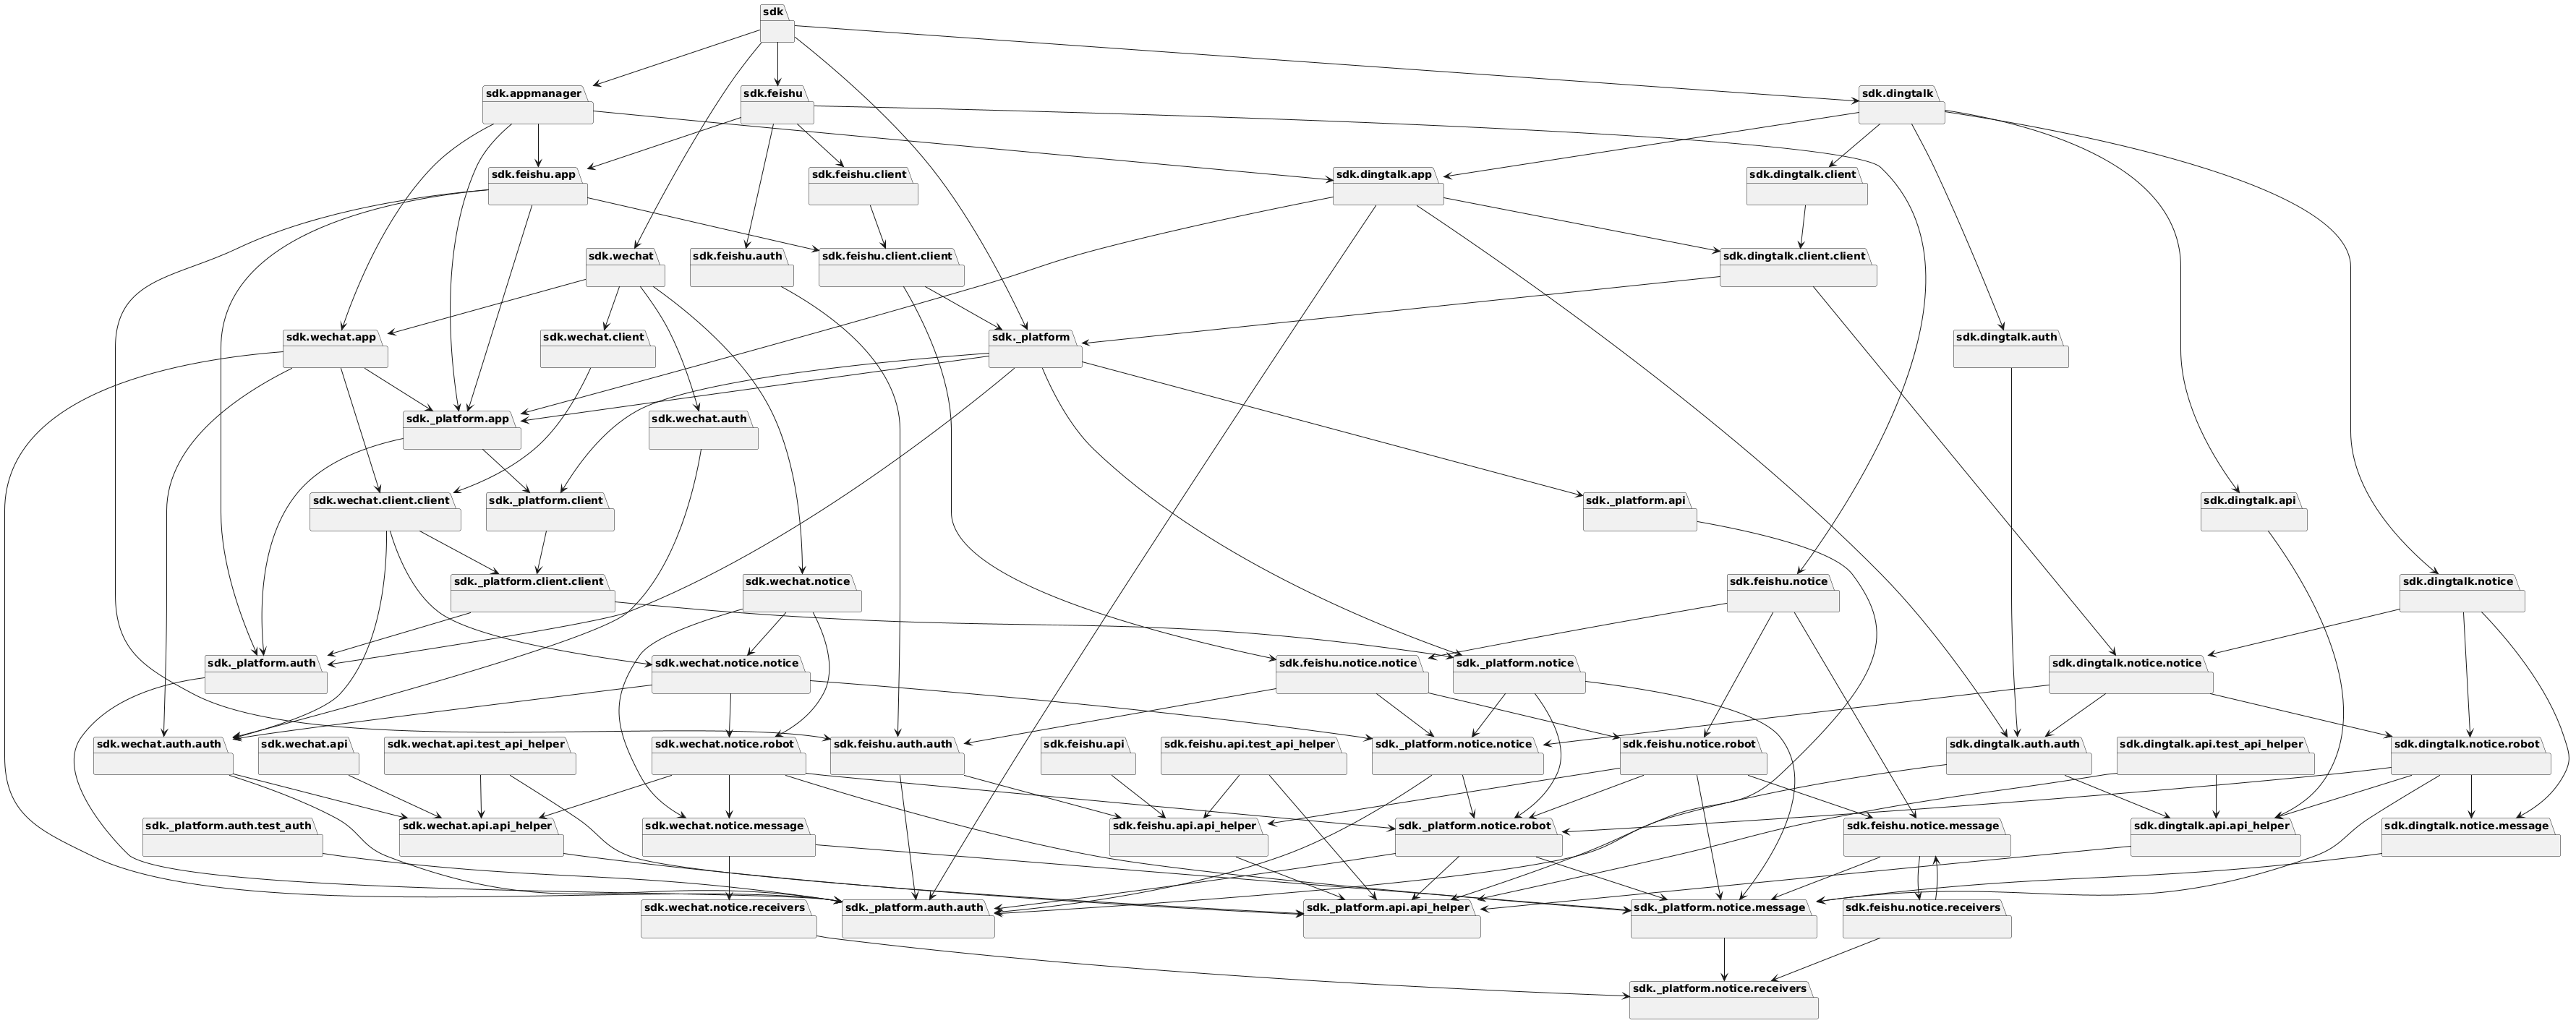 sdk
sdk.appmanager
sdk.feishu
sdk.dingtalk
sdk.feishu.app
sdk.feishu.client
sdk.dingtalk.app
sdk.dingtalk.client
sdk.wechat
sdk.feishu.auth
sdk.feishu.client.client
sdk.dingtalk.client.client
sdk.wechat.app
sdk.wechat.client
sdk._platform
sdk.dingtalk.auth
sdk._platform.app
sdk.wechat.auth
sdk.wechat.client.client
sdk._platform.client
sdk._platform.api
sdk.dingtalk.api
sdk._platform.client.client
sdk.wechat.notice
sdk.feishu.notice
sdk.dingtalk.notice
sdk._platform.auth
sdk.wechat.notice.notice
sdk.feishu.notice.notice
sdk._platform.notice
sdk.dingtalk.notice.notice
sdk.wechat.auth.auth
sdk.wechat.api
sdk.wechat.api.test_api_helper
sdk.wechat.notice.robot
sdk.feishu.auth.auth
sdk.feishu.api
sdk.feishu.api.test_api_helper
sdk._platform.notice.notice
sdk.feishu.notice.robot
sdk.dingtalk.auth.auth
sdk.dingtalk.api.test_api_helper
sdk.dingtalk.notice.robot
sdk._platform.auth.test_auth
sdk.wechat.api.api_helper
sdk.wechat.notice.message
sdk.feishu.api.api_helper
sdk._platform.notice.robot
sdk.feishu.notice.message
sdk.dingtalk.api.api_helper
sdk.dingtalk.notice.message
sdk.wechat.notice.receivers
sdk._platform.auth.auth
sdk._platform.api.api_helper
sdk._platform.notice.message
sdk.feishu.notice.receivers
sdk._platform.notice.receivers